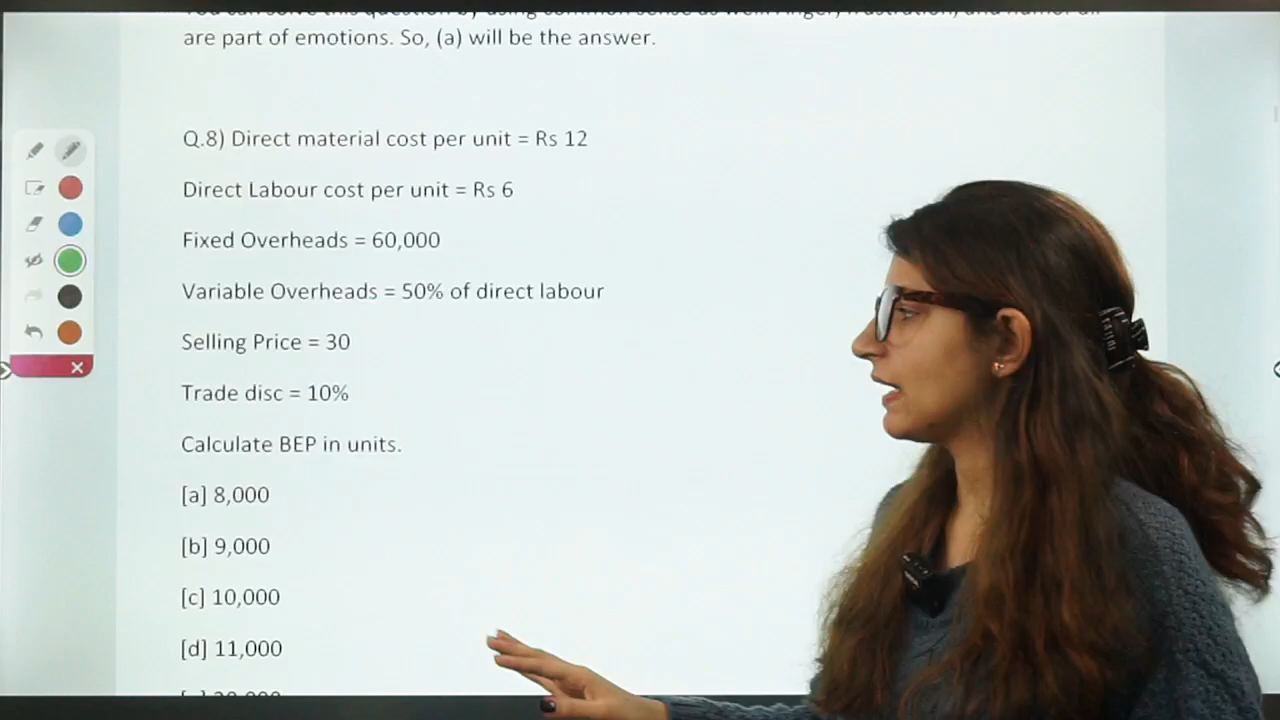 are part of emotions. So, (a) will be the answer.
Q.8) Direct material cost per unit = Rs 12
Direct Labour cost per unit = Rs 6
Fixed Overheads = 60,000
Variable Overheads = 50% of direct labour
Selling Price = 30
Trade disc = 10%
Calculate BEP in units.
[a] 8,000
[b] 9,000
[c] 10,000
[d] 11,000